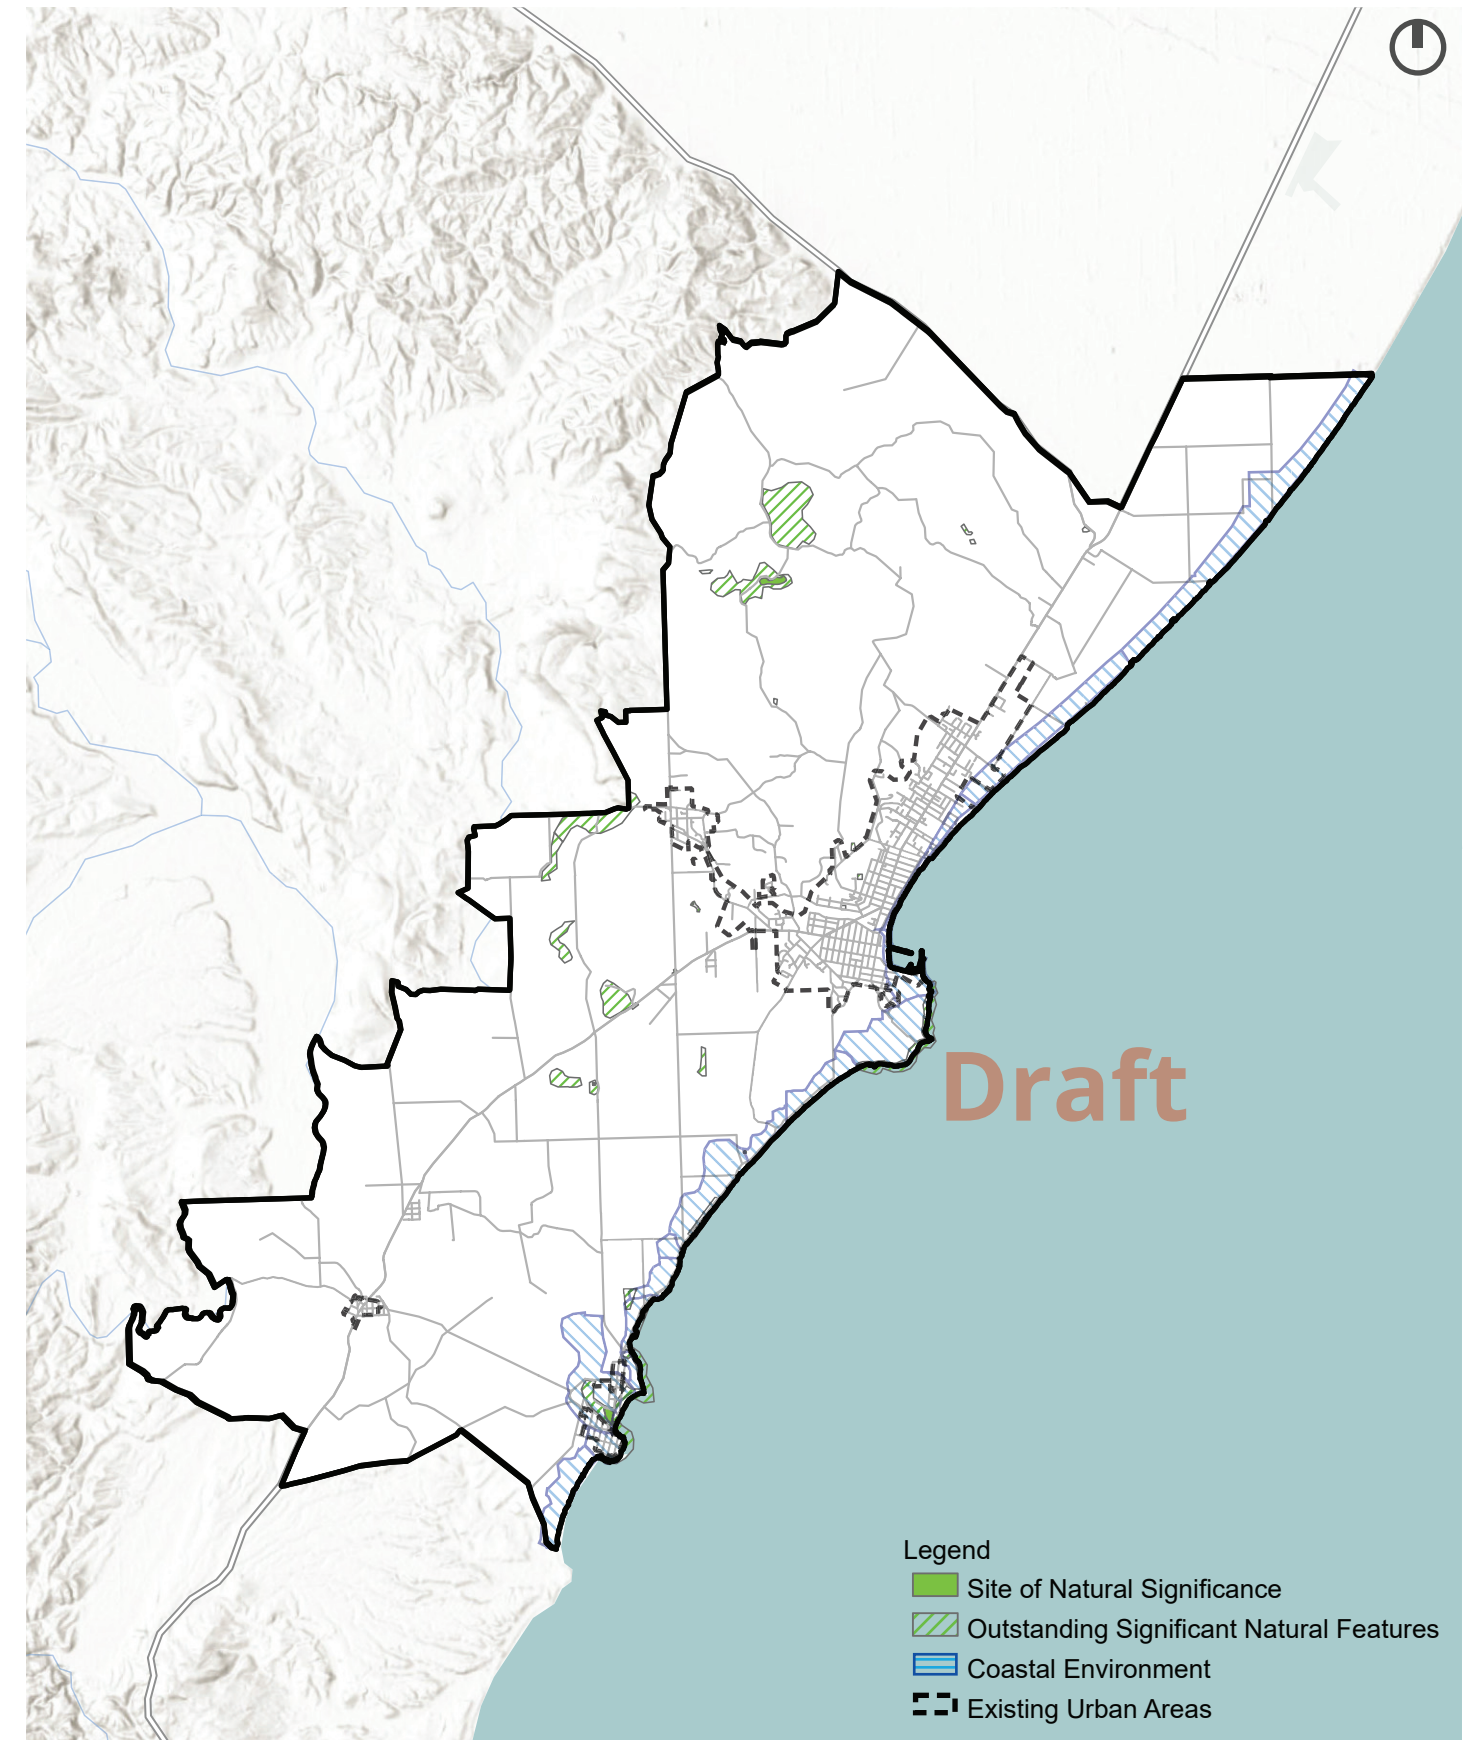 Draft
Legend
Site of Natural Significance
Outstanding Significant Natural Features
Coastal Environment
Existing Urban Areas